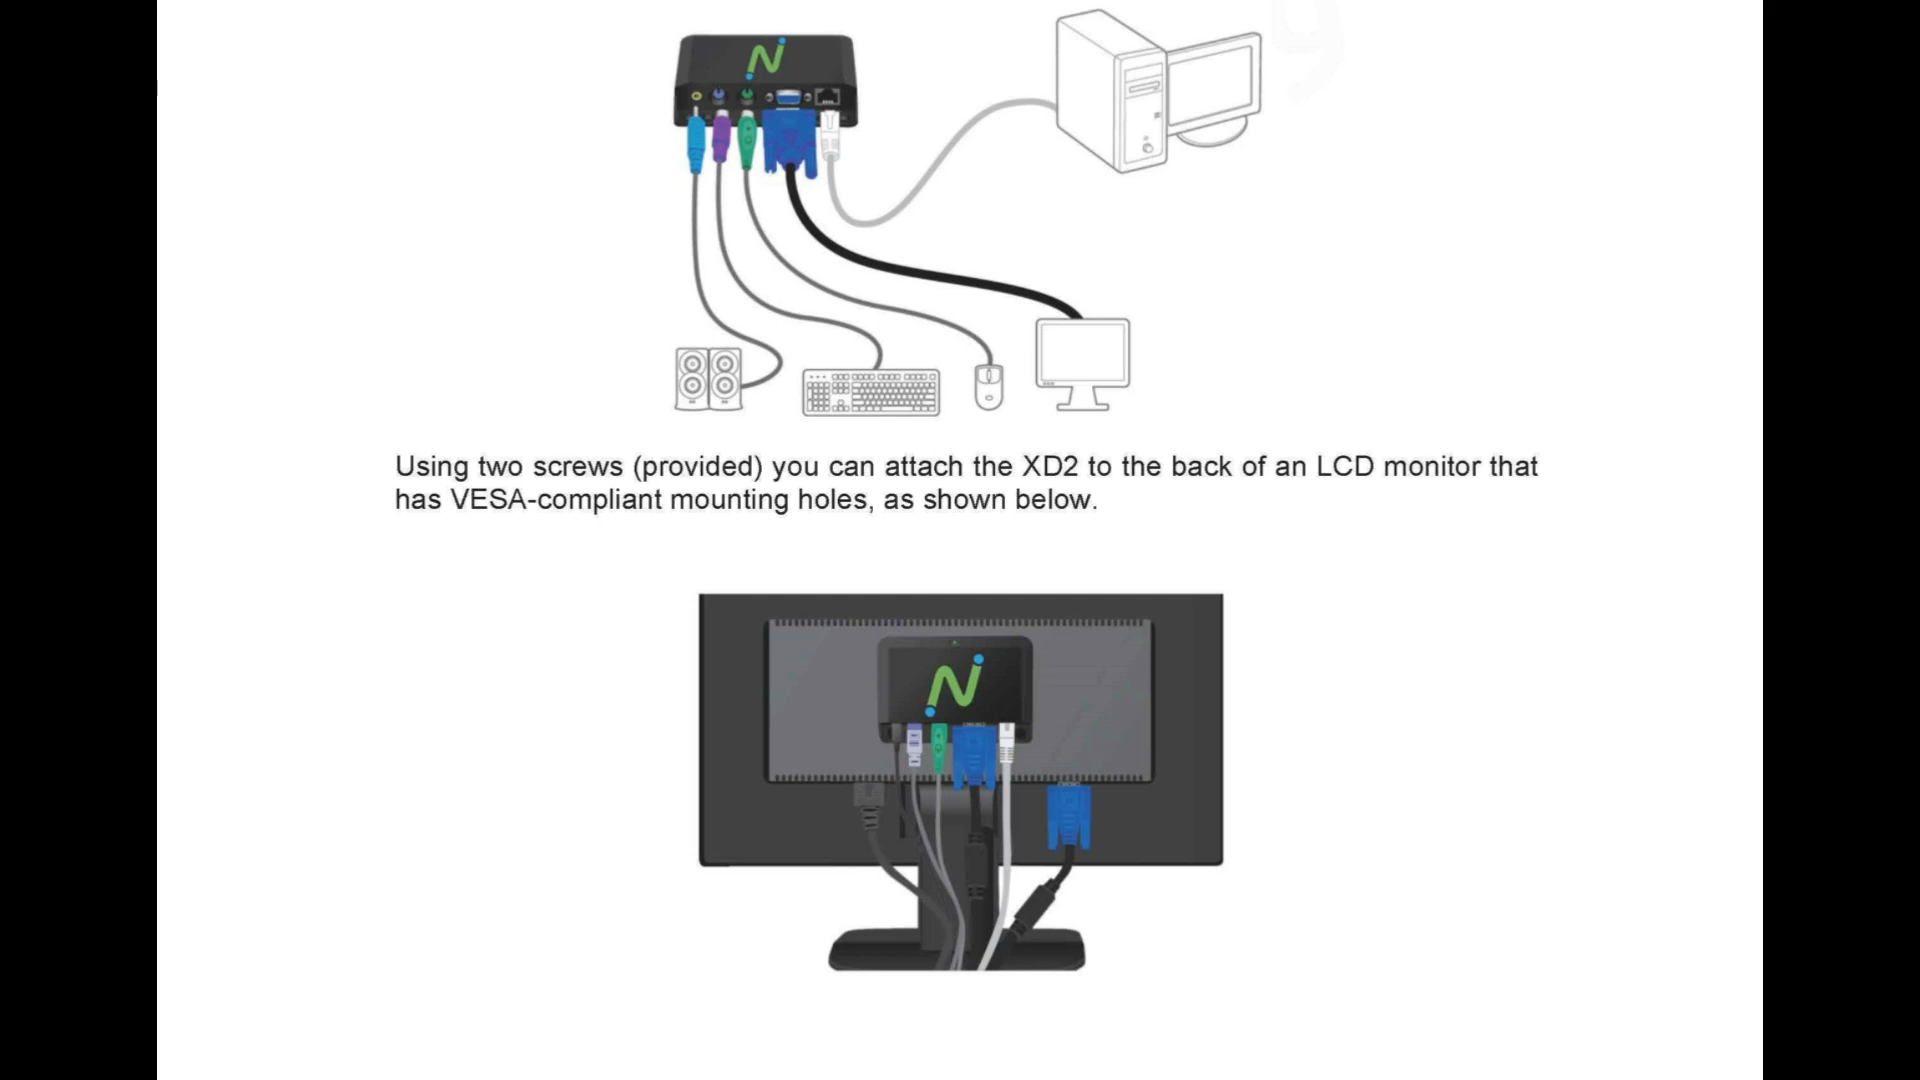 Using two screws (provided) you can attach the XD2 to the back of an LCD monitor that
has VESA-compliant mounting holes, as shown below.